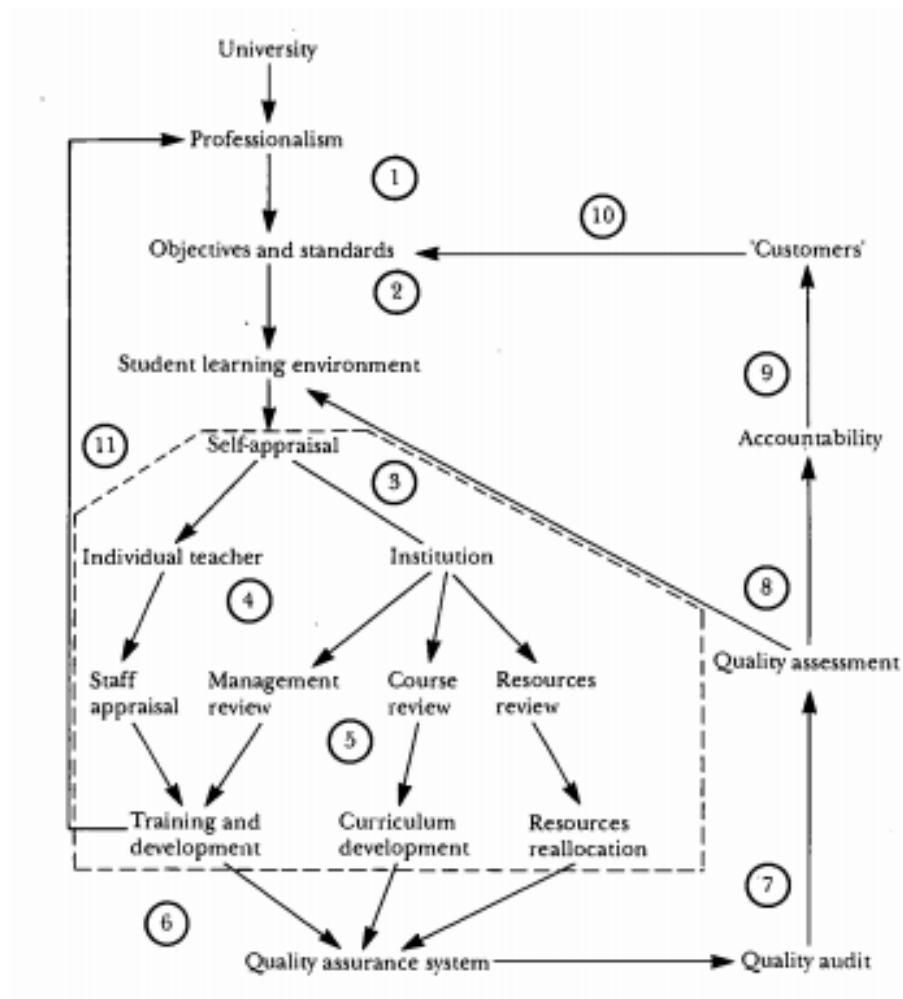 University
Professionalism
1
10
Objectives and standards
'Customers'
2
Student learning environment
9
11
Self-appraisal
Accountability
3
Individual teacher
Institution
4
8
Quality assessment
Staff
appraisal
Management
review
Course
review
Resources
review
5
Training and
development
Curriculum
development
Resources
reallocation
7
6
Quality assurance system
Quality audit